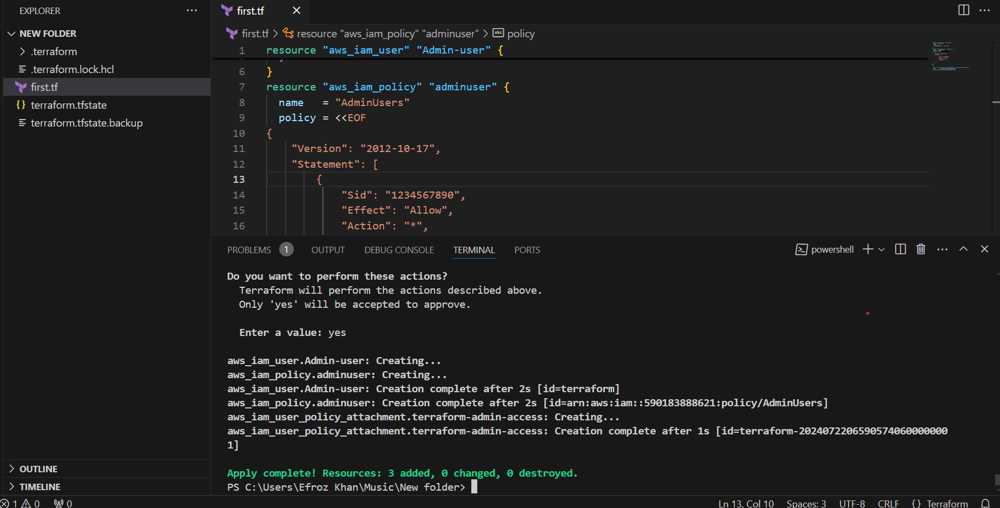 EXPLORER
NEW FOLDER
.terraform
.terraform.lock.hcl
first.tf
terraform.tfstate
terraform.tfstate.backup
OUTLINE
TIMELINE
first.tf
first.tf > resource "aws_iam_policy" "adminuser" > abc policy
1 resource "aws_iam_user" "Admin-user" {
6 }
7 resource "aws_iam_policy" "adminuser" {
8 name = "AdminUsers"
9 policy = <<EOF
10 {
11 "Version": "2012-10-17",
12 "Statement": [
13 {
14 "Sid": "1234567890",
15 "Effect": "Allow",
16 "Action": "*",
PROBLEMS 1 OUTPUT DEBUG CONSOLE TERMINAL PORTS powershell
Do you want to perform these actions?
Terraform will perform the actions described above.
Only 'yes' will be accepted to approve.
Enter a value: yes
aws_iam_user.Admin-user: Creating...
aws_iam_policy.adminuser: Creating...
aws_iam_user.Admin-user: Creation complete after 2s [id=terraform]
aws_iam_policy.adminuser: Creation complete after 2s [id=arn:aws:iam::590183888621:policy/AdminUsers]
aws_iam_user_policy_attachment.terraform-admin-access: Creating...
aws_iam_user_policy_attachment.terraform-admin-access: Creation complete after 1s [id=terraform-2024072206590574060000000
1]
Apply complete! Resources: 3 added, 0 changed, 0 destroyed.
PS C:\Users\Efroz Khan\Music\New folder>
1 0 0 Ln 13, Col 10 Spaces: 3 UTF-8 CRLF {} Terraform